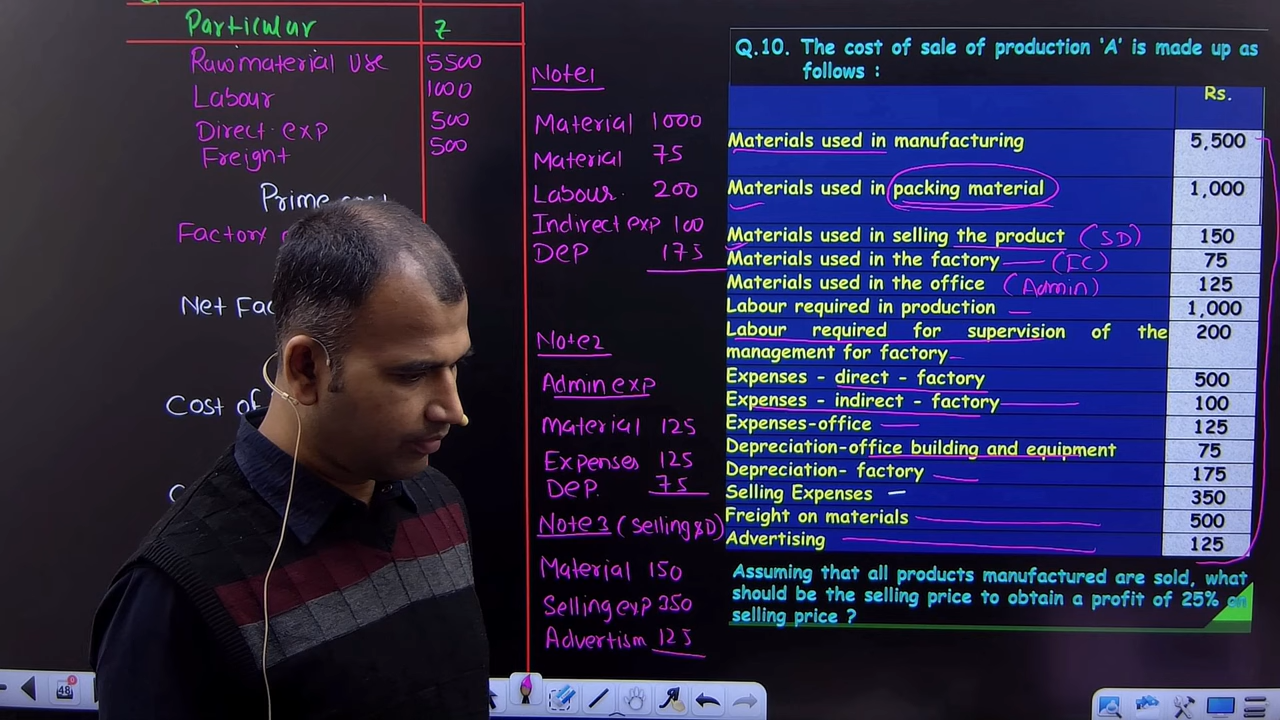 Particular ₹
Raw material Use 5500
Labour 1000
Direct exp 500
Freight 500
Prime cost
Factory
Net Fac
Cost of
Note1
Material 1000
Material 75
Labour. 200
Indirect exp 100
DEP 175
Note2
Admin exp
Material 125
Expenses 125
DEP. 75
Note3 (Selling & D)
Material 150
Selling exp 350
Advertism 125
Q.10. The cost of sale of production 'A' is made up as
follows :
Rs.
Materials used in manufacturing 5,500
Materials used in packing material 1,000
Materials used in selling the product (SD) 150
Materials used in the factory (FC) 75
Materials used in the office (Admin) 125
Labour required in production 1,000
Labour required for supervision of the 200
management for factory
Expenses - direct - factory 500
Expenses - indirect - factory 100
Expenses-office 125
Depreciation-office building and equipment 75
Depreciation- factory 175
Selling Expenses 350
Freight on materials 500
Advertising 125
Assuming that all products manufactured are sold, what
should be the selling price to obtain a profit of 25% on
selling price ?
48